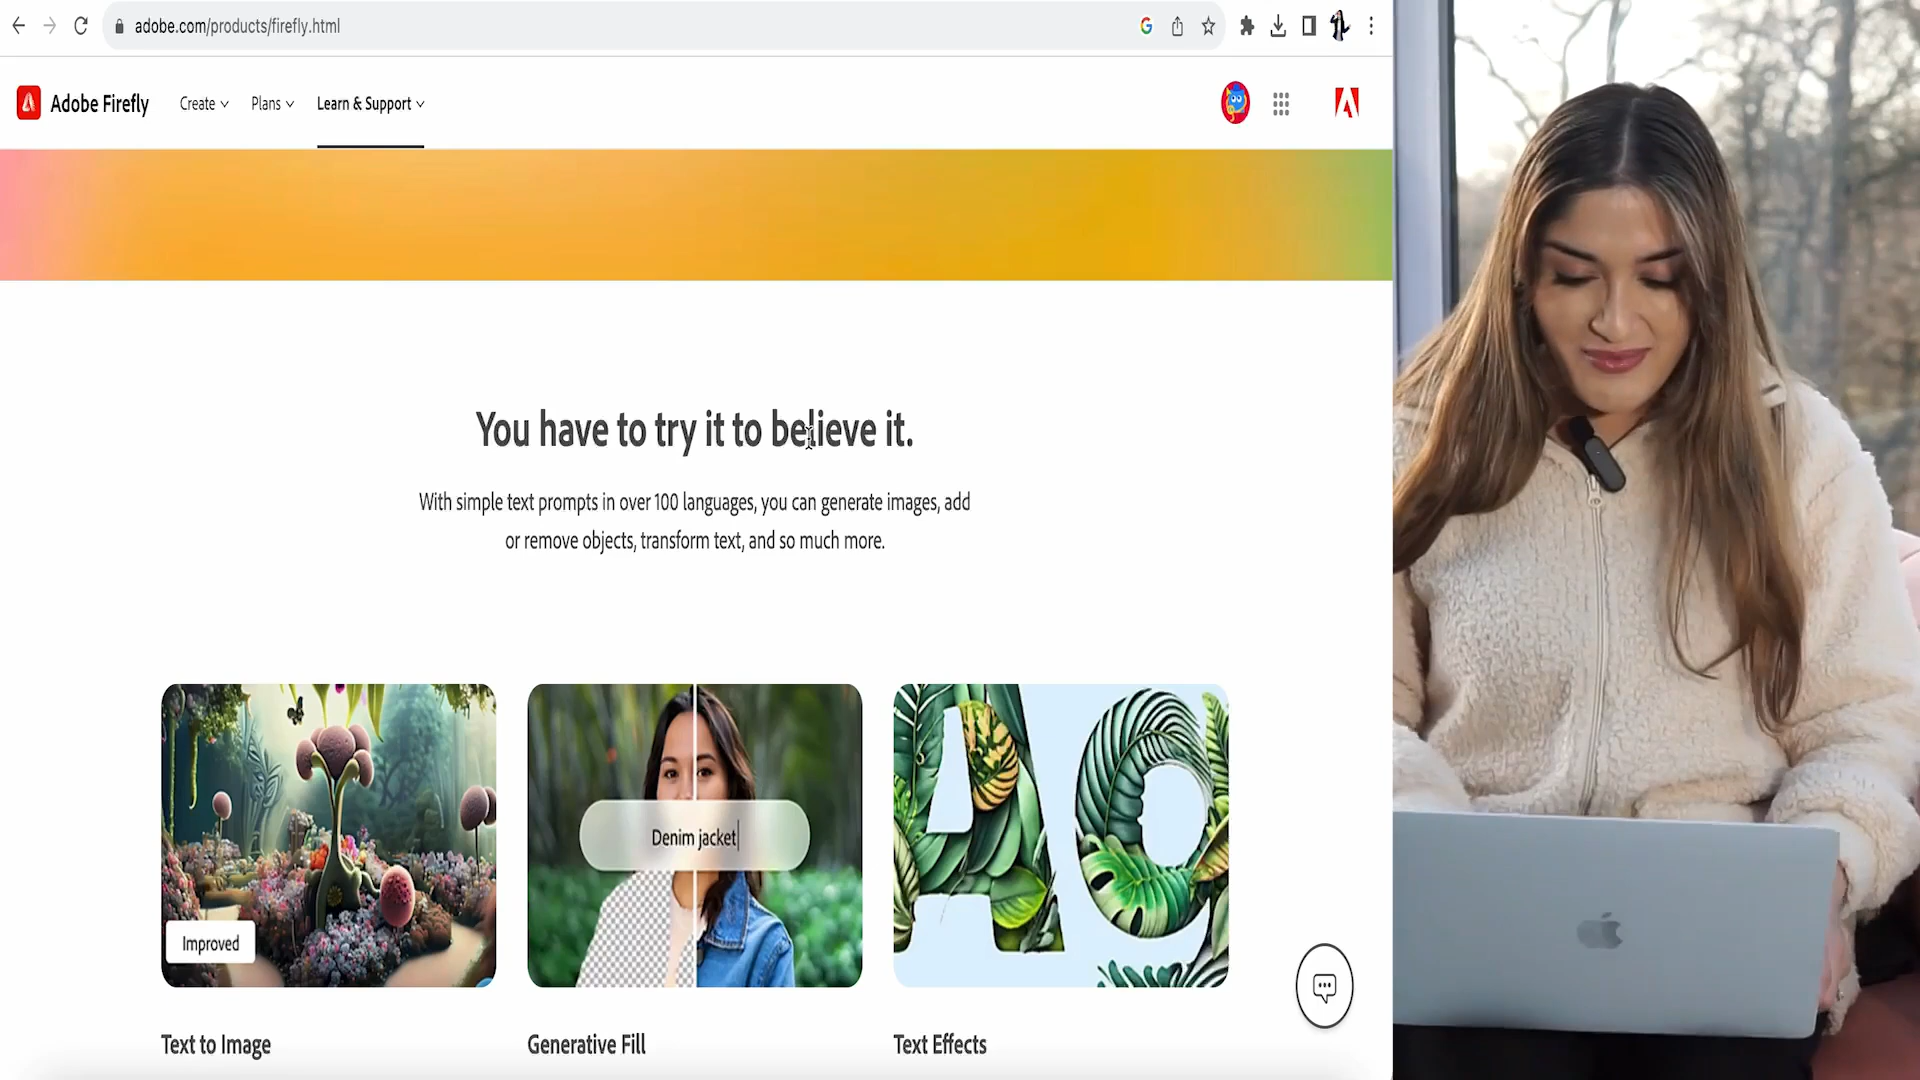 adobe.com/products/firefly.html
Adobe Firefly Create Plans Learn & Support
You have to try it to believe it.
With simple text prompts in over 100 languages, you can generate images, add
or remove objects, transform text, and so much more.
Denim jacket
Improved
Ag
Text to Image Generative Fill Text Effects